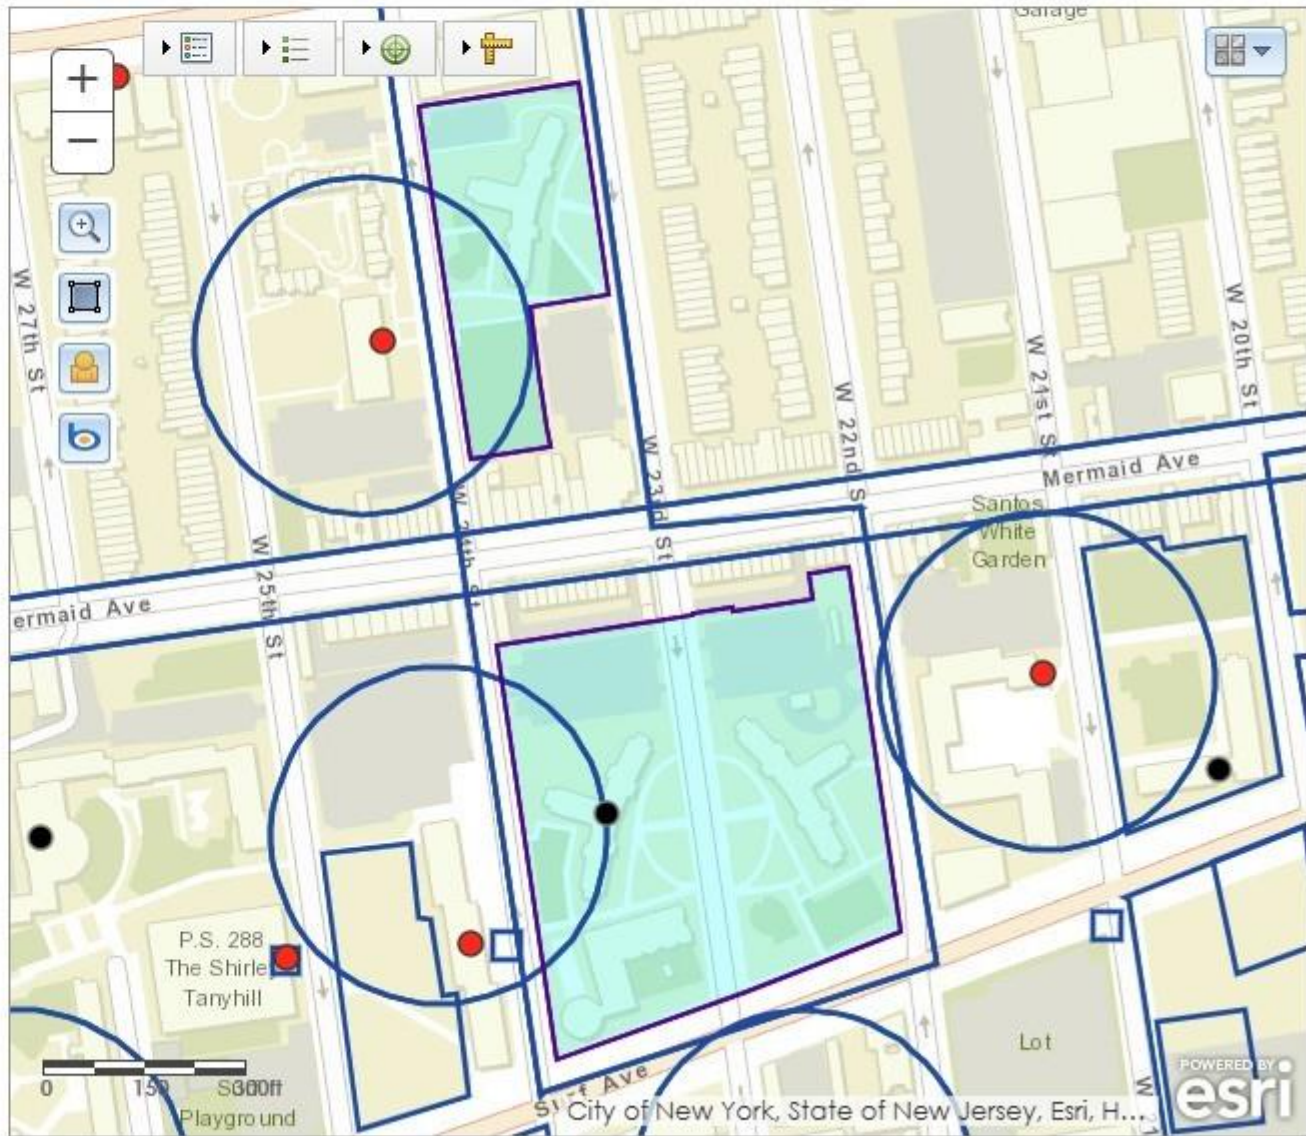 Garage
+
−
W 27th St
W 25th St
W 24th St
W 23rd St
W 22nd S
W 21st St
W 20th St
Mermaid Ave
ermaid Ave
Santos
White
Garden
P.S. 288
The Shirle
Tanyhill
0 150 300ft
Playground
Lot
W 21
POWERED BY
esri
City of New York, State of New Jersey, Esri, H...